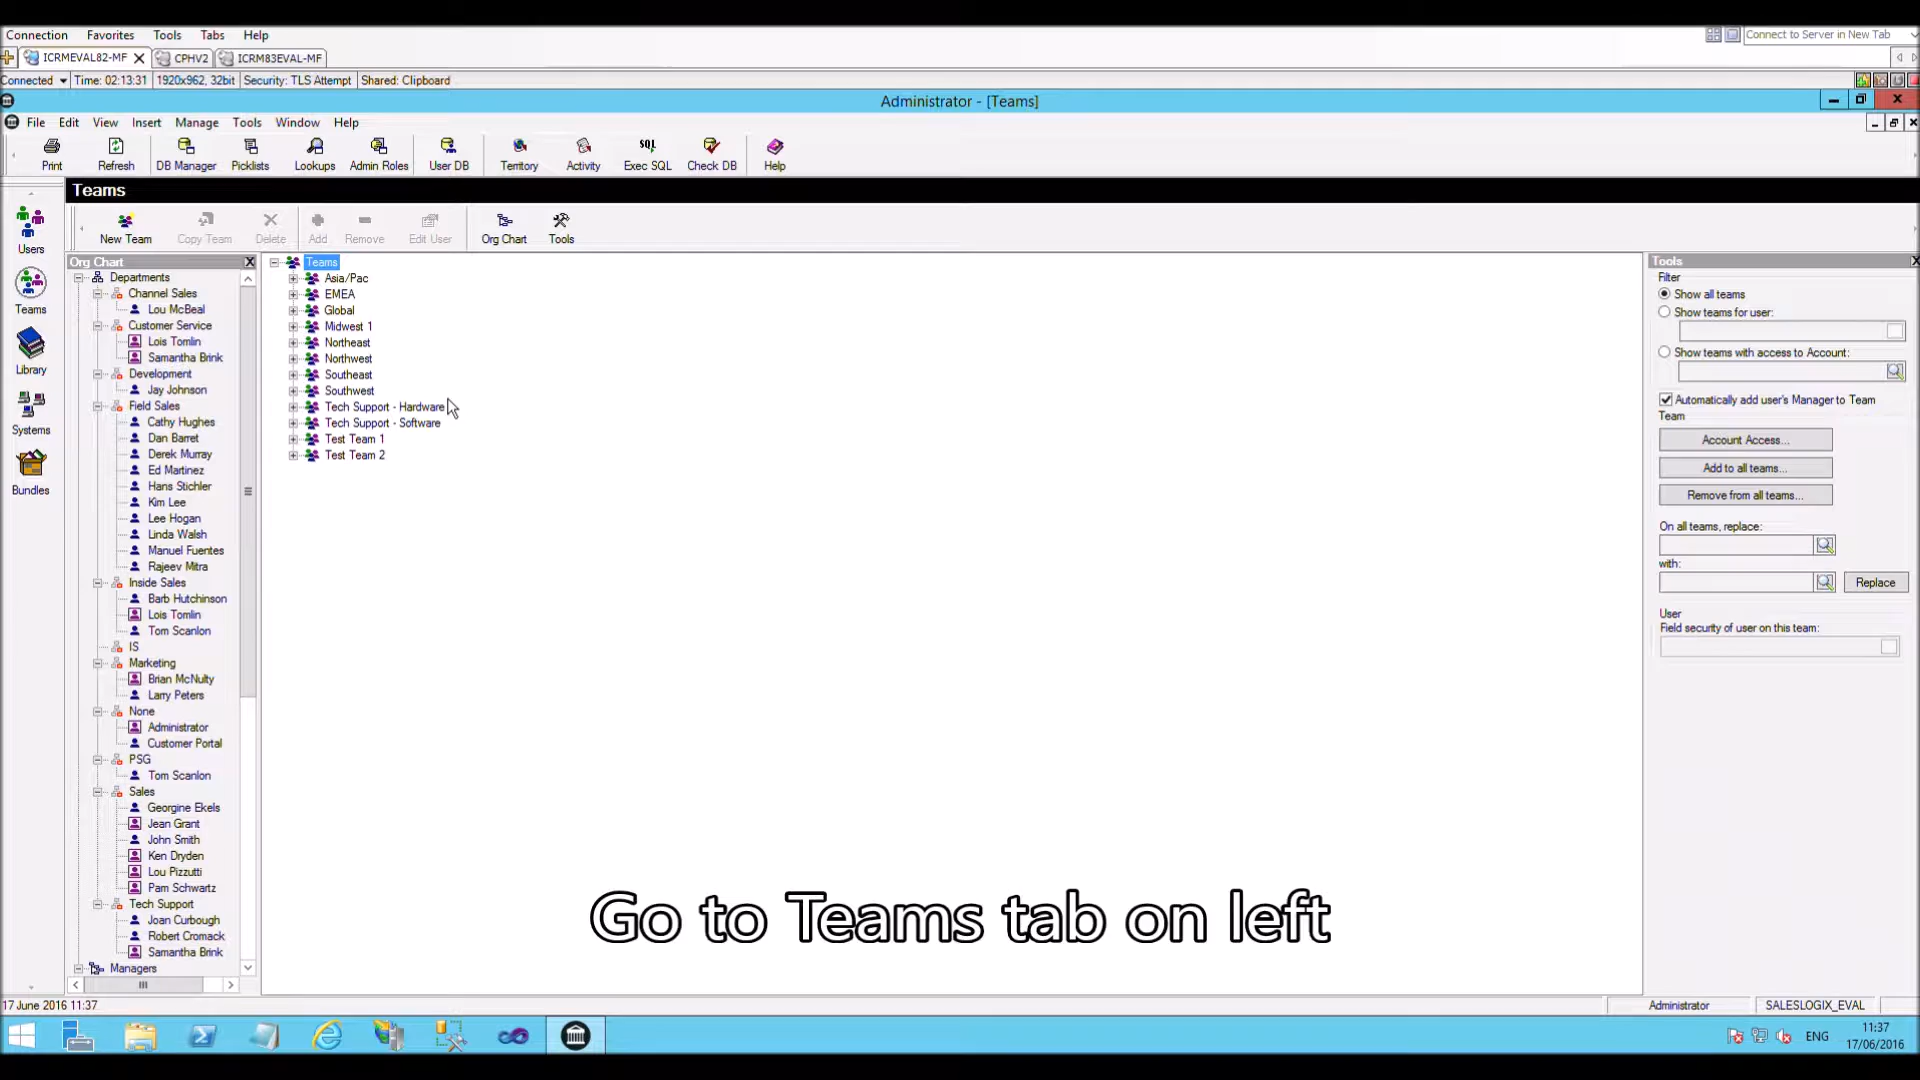 Connection Favorites Tools Tabs Help
Connect to Server in New Tab
ICRMEVAL82-MF CPHV2 ICRM83EVAL-MF
Connected Time: 02:13:31 1920x962, 32bit Security: TLS Attempt Shared: Clipboard
Administrator - [Teams]
File Edit View Insert Manage Tools Window Help
SQL
Print Refresh DB Manager Picklists Lookups Admin Roles User DB Territory Activity Exec SQL Check DB Help
Teams
New Team Copy Team Delete Add Remove Edit User Org Chart Tools
Users
Teams
Library
Systems
Bundles
Org Chart
Departments
Channel Sales
Lou McBeal
Customer Service
Lois Tomlin
Samantha Brink
Development
Jay Johnson
Field Sales
Cathy Hughes
Dan Barret
Derek Murray
Ed Martinez
Hans Stichler
Kim Lee
Lee Hogan
Linda Walsh
Manuel Fuentes
Rajeev Mitra
Inside Sales
Barb Hutchinson
Lois Tomlin
Tom Scanlon
IS
Marketing
Brian McNulty
Larry Peters
None
Administrator
Customer Portal
PSG
Tom Scanlon
Sales
Georgine Ekels
Jean Grant
John Smith
Ken Dryden
Lou Pizzutti
Pam Schwartz
Tech Support
Joan Curbough
Robert Cromack
Samantha Brink
Managers
Teams
Asia/Pac
EMEA
Global
Midwest 1
Northeast
Northwest
Southeast
Southwest
Tech Support - Hardware
Tech Support - Software
Test Team 1
Test Team 2
Tools
Filter
Show all teams
Show teams for user:
Show teams with access to Account:
Automatically add user's Manager to Team
Team
Account Access...
Add to all teams...
Remove from all teams...
On all teams, replace:
with:
Replace
User
Field security of user on this team:
Go to Teams tab on left
17 June 2016 11:37
Administrator SALESLOGIX_EVAL
ENG
11:37
17/06/2016